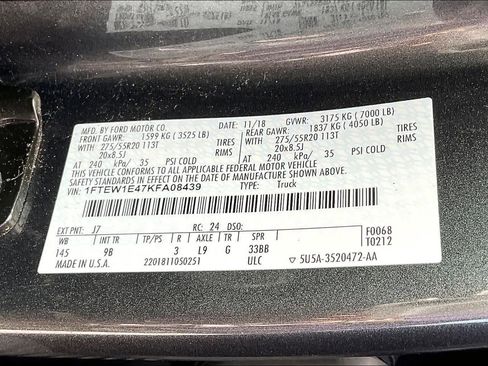 MFD. BY FORD MOTOR CO. 11/18 GVWR: 3175 KG ( 7000 LB)
FRONT GAWR: 1599 KG ( 3525 LB) REAR GAWR: 1837 KG ( 4050 LB)
WITH 275/55R20 113T TIRES WITH 275/55R20 113T TIRES
20x8.5J RIMS 20x8.5J RIMS
AT 240 kPa/ 35 PSI COLD AT 240 kPa/ 35 PSI COLD
THIS VEHICLE CONFORMS TO ALL APPLICABLE FEDERAL MOTOR VEHICLE
SAFETY STANDARDS IN EFFECT ON THE DATE OF MANUFACTURE SHOWN ABOVE.
VIN: 1FTEW1E47KFA08439 TYPE: Truck
EXT PNT: J7 RC: 24 DSO: F0068
WB INT TR TP/PS R AXLE TR SPR T0212
145 9B 3 L9 G 33BB
MADE IN U.S.A. 2201811050251 ULC ▽ 5U5A-3S20472-AA